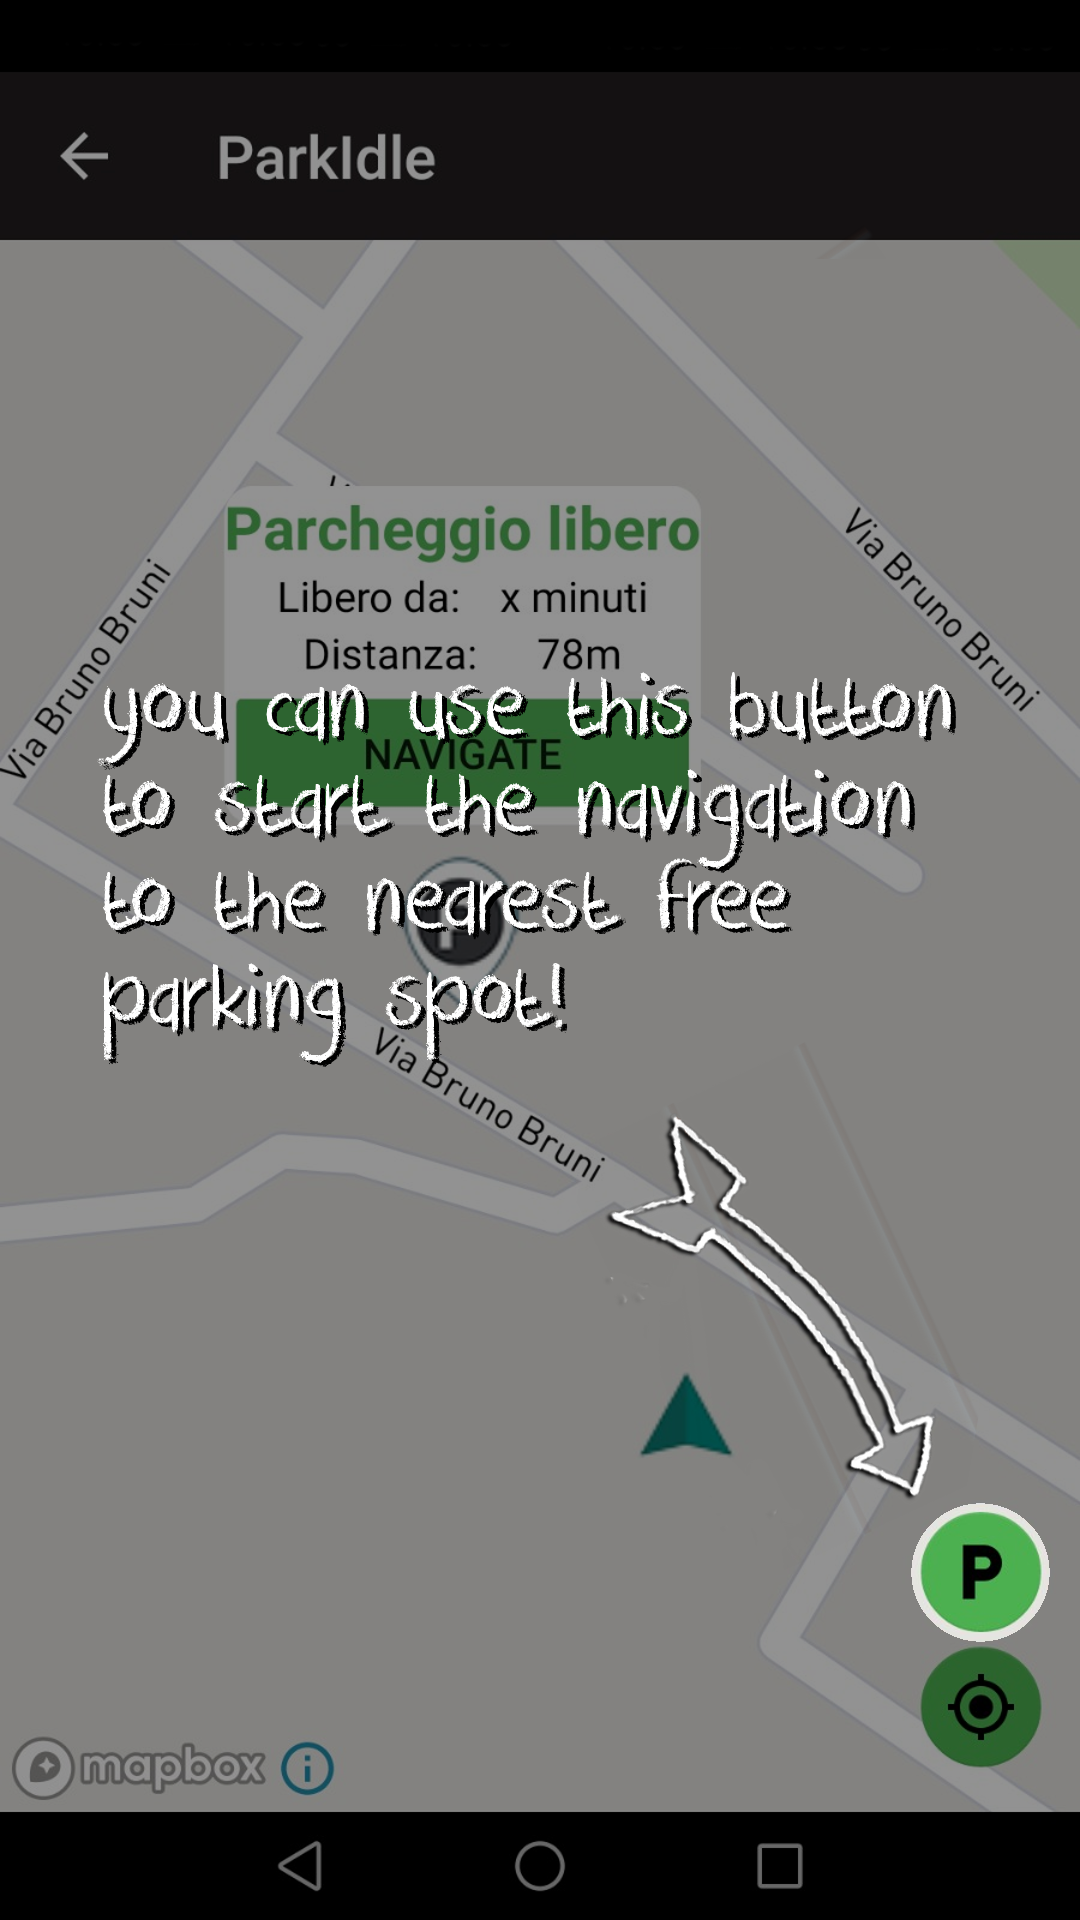 ParkIdle
Via Bruno Bruni
Via Bruno Bruni
Parcheggio libero
Libero da: x minuti
Distanza: 78m
NAVIGATE
you can use this button
to start the navigation
to the nearest free
parking spot!
P
Via Bruno Bruni
P
mapbox